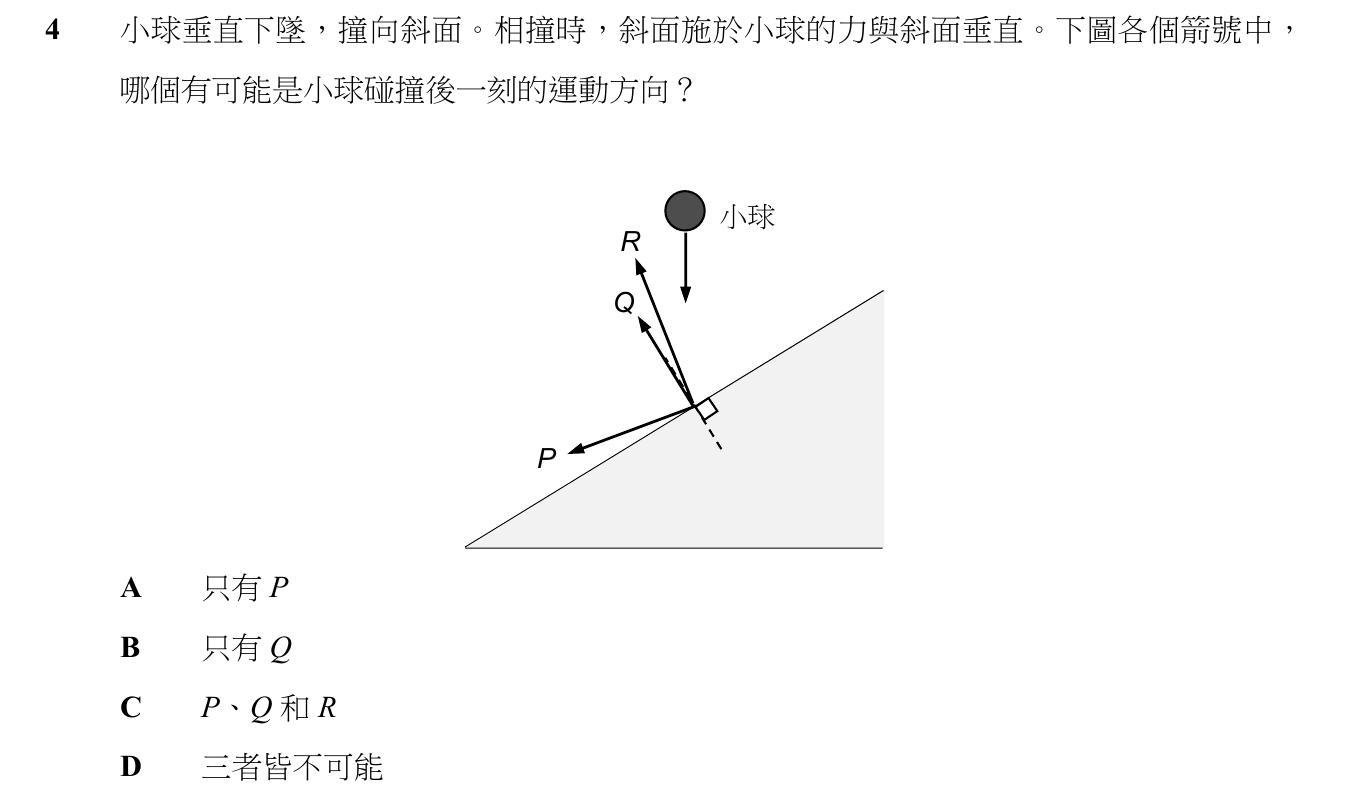 4 小球垂直下墜，撞向斜面。相撞時，斜面施於小球的力與斜面垂直。下圖各個箭號中，
哪個有可能是小球碰撞後一刻的運動方向？
小球
R
Q
P
A 只有 P
B 只有 Q
C P、Q 和 R
D 三者皆不可能